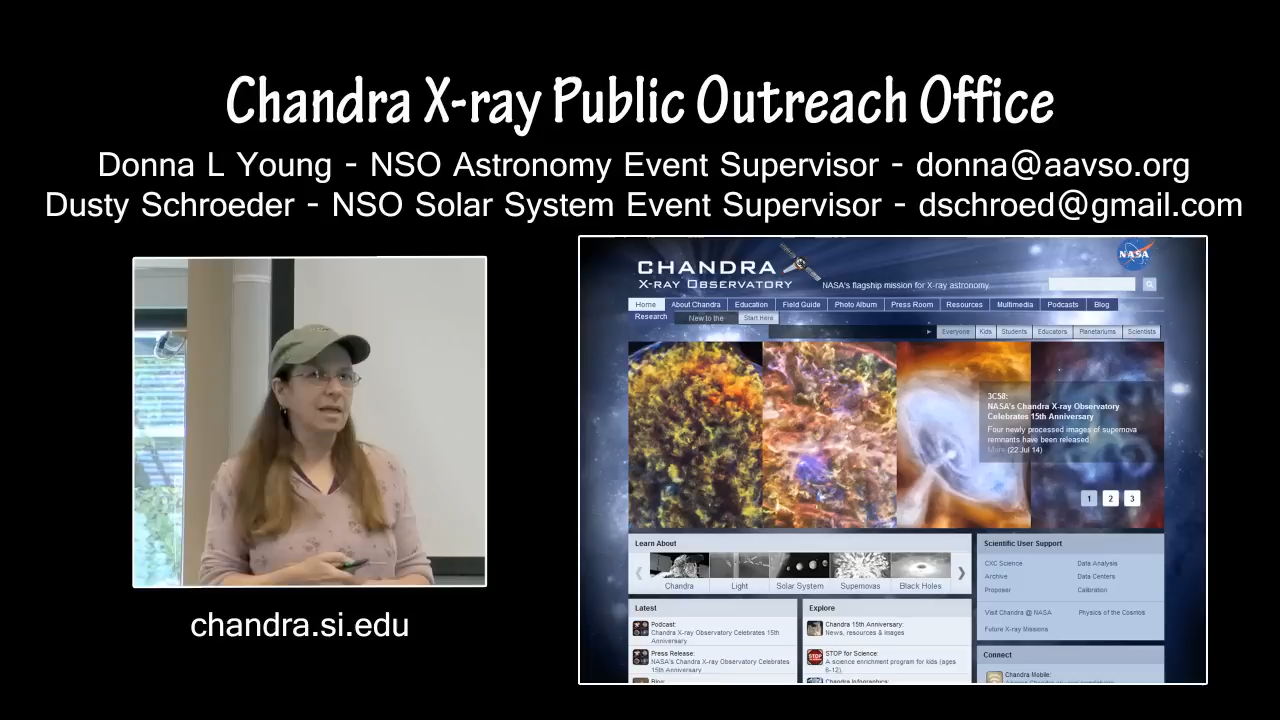 Chandra X-ray Public Outreach Office
Donna L Young - NSO Astronomy Event Supervisor - donna@aavso.org
Dusty Schroeder - NSO Solar System Event Supervisor - dschroed@gmail.com
CHANDRA
X-RAY OBSERVATORY
NASA's flagship mission for X-ray astronomy.
NASA
Home About Chandra Education Field Guide Photo Album Press Room Resources Multimedia Podcasts Blog
Research New to the Start Here
Everyone Kids Students Educators Planetariums Scientists
3C58:
NASA's Chandra X-ray Observatory
Celebrates 15th Anniversary
Four newly processed images of supernova
remnants have been released
More (22 Jul 14)
1 2 3
Learn About
Chandra Light Solar System Supernovas Black Holes
Scientific User Support
CXC Science Data Analysis
Archive Data Centers
Proposer Calibration
Visit Chandra @ NASA Physics of the Cosmos
Future X-ray Missions
Latest
Podcast:
Chandra X-ray Observatory Celebrates 15th
Anniversary
Press Release:
NASA's Chandra X-ray Observatory Celebrates
15th Anniversary
Blog:
Explore
Chandra 15th Anniversary:
News, resources & images
STOP
STOP for Science:
A science enrichment program for kids (ages
6-12).
Chandra Infographics:
Connect
Chandra Mobile:
chandra.si.edu